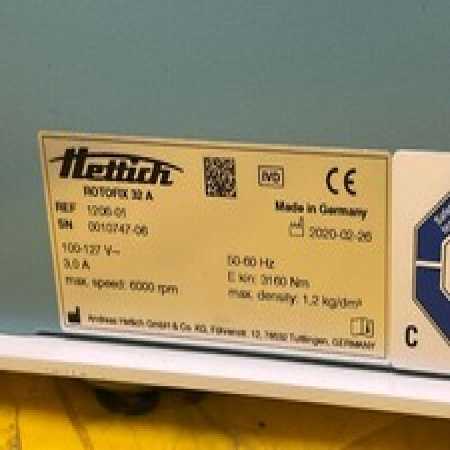 Hettich
ROTOFIX 32 A
REF 1206-01
SN 0010747-06
100-127 V~
3,0 A
max. speed: 6000 rpm
IVD
CE
Made in Germany
2020-02-26
50-60 Hz
E kin: 3160 Nm
max. density: 1,2 kg/dm³
Andreas Hettich GmbH & Co. KG, Föhrenstr. 12, 78532 Tuttlingen, GERMANY
C